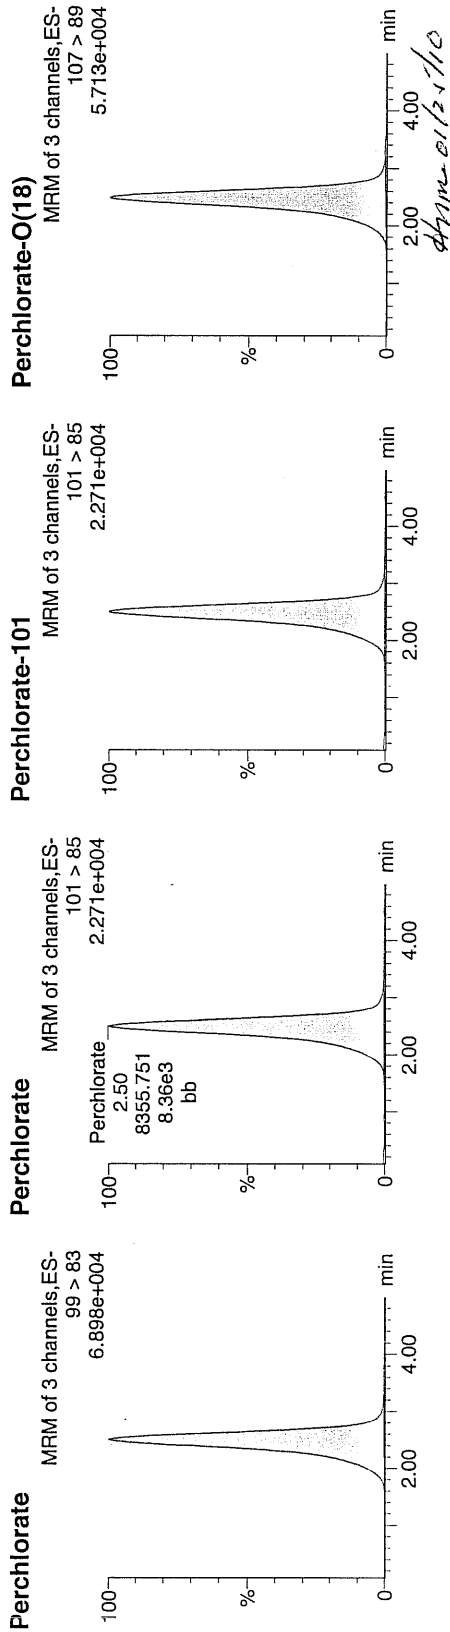 Perchlorate
MRM of 3 channels,ES-
99 > 83
6.898e+004
100
%
0
2.00
4.00
min
Perchlorate
MRM of 3 channels,ES-
101 > 85
2.271e+004
Perchlorate
2.50
8355.751
8.36e3
bb
100
%
0
2.00
4.00
min
Perchlorate-101
MRM of 3 channels,ES-
101 > 85
2.271e+004
100
%
0
2.00
4.00
min
Perchlorate-O(18)
MRM of 3 channels,ES-
107 > 89
5.713e+004
100
%
0
2.00
4.00
min